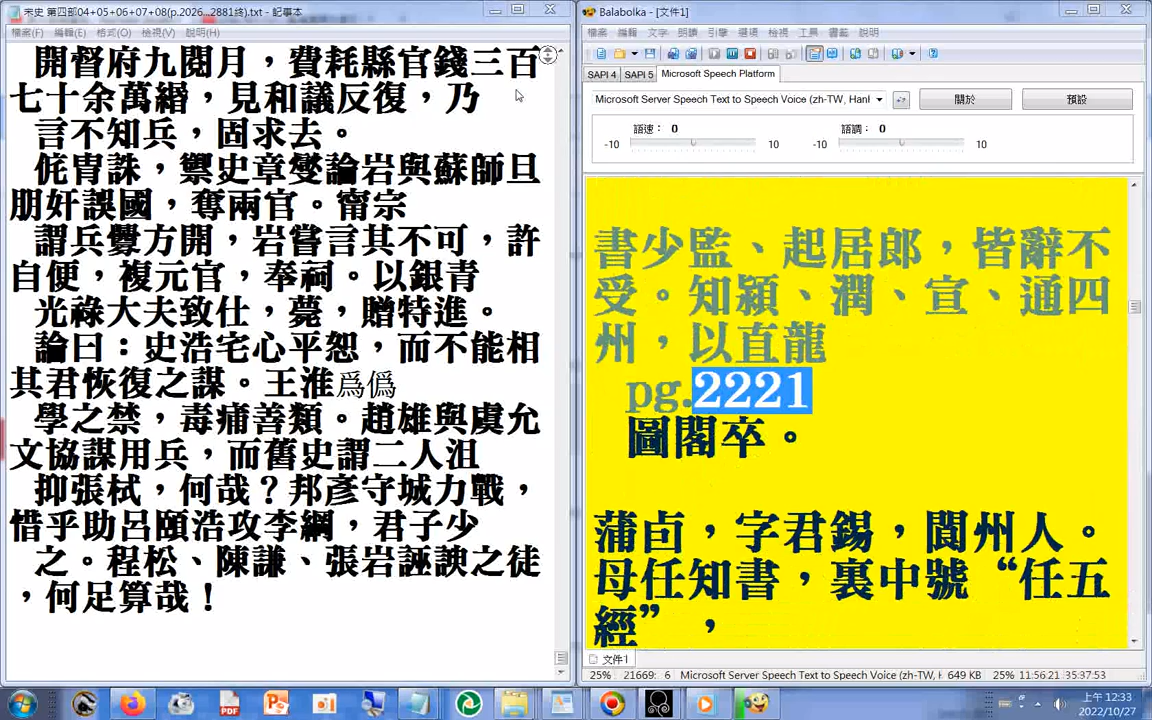 宋史 第四部04+05+06+07+08(p.2026...2881终).txt - 記事本
檔案(F) 編輯(E) 格式(O) 檢視(V) 說明(H)
開督府九閱月，費耗縣官錢三百
七十余萬緡，見和議反復，乃
言不知兵，固求去。
侂胄誅，禦史章燮論岩與蘇師旦
朋奸誤國，奪兩官。甯宗
謂兵釁方開，岩嘗言其不可，許
自便，複元官，奉祠。以銀青
光祿大夫致仕，薨，贈特進。
論曰：史浩宅心平恕，而不能相
其君恢復之謀。王淮爲僞
學之禁，毒痛善類。趙雄與虞允
文協謀用兵，而舊史謂二人沮
抑張栻，何哉？邦彥守城力戰，
惜乎助呂頤浩攻李綱，君子少
之。程松、陳謙、張岩誣諛之徒
，何足算哉！
Balabolka - [文件1]
檔案 編輯 文字 朗讀 引擎 選項 檢視 工具 書籤 說明
SAPI 4 SAPI 5 Microsoft Speech Platform
Microsoft Server Speech Text to Speech Voice (zh-TW, Hanl 關於 預設
語速： 0 語調： 0
-10 10 -10 10
書少監、起居郎，皆辭不
受。知潁、潤、宣、通四
州，以直龍
pg.2221
圖閣卒。
蒲卣，字君錫，閬州人。
母任知書，裏中號“任五
經”，
文件1
25% 21669: 6 Microsoft Server Speech Text to Speech Voice (zh-TW, Hanl 649 KB 25% 11:56:21 35:37:53
上午 12:33
2022/10/27